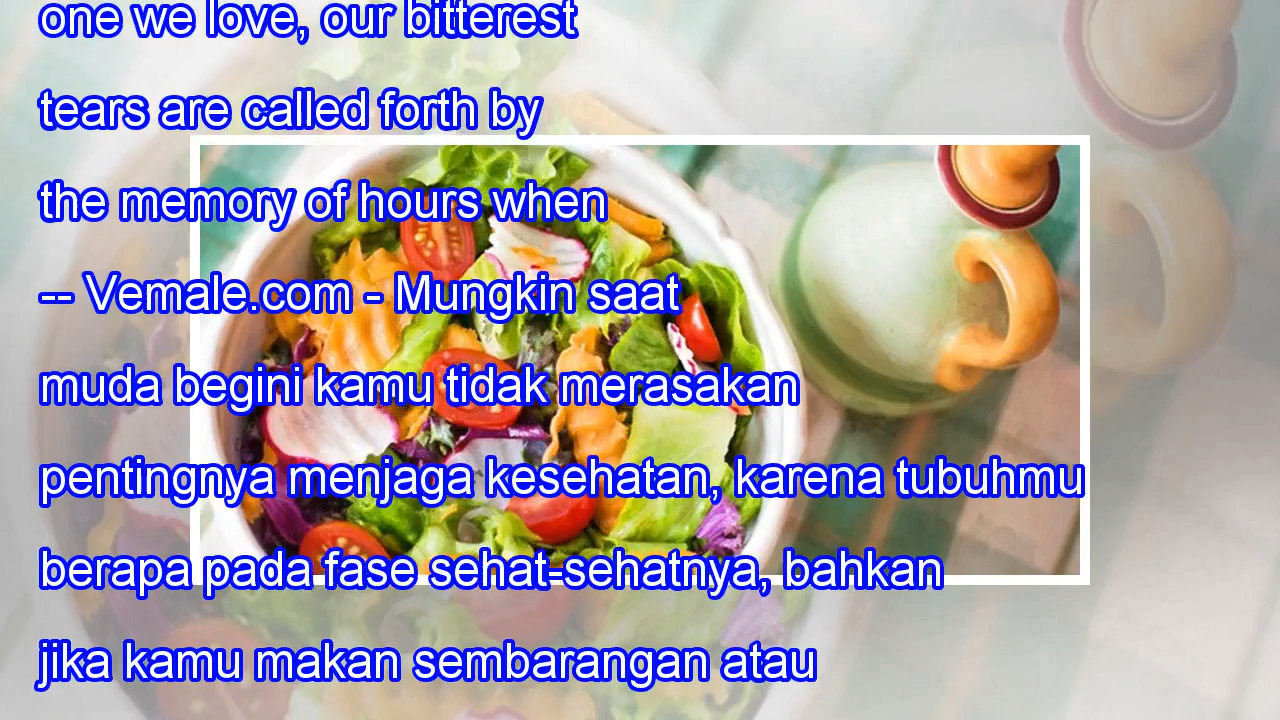 one we love, our bitterest
tears are called forth by
the memory of hours when
-- Vemale.com - Mungkin saat
muda begini kamu tidak merasakan
pentingnya menjaga kesehatan, karena tubuhmu
berapa pada fase sehat-sehatnya, bahkan
jika kamu makan sembarangan atau